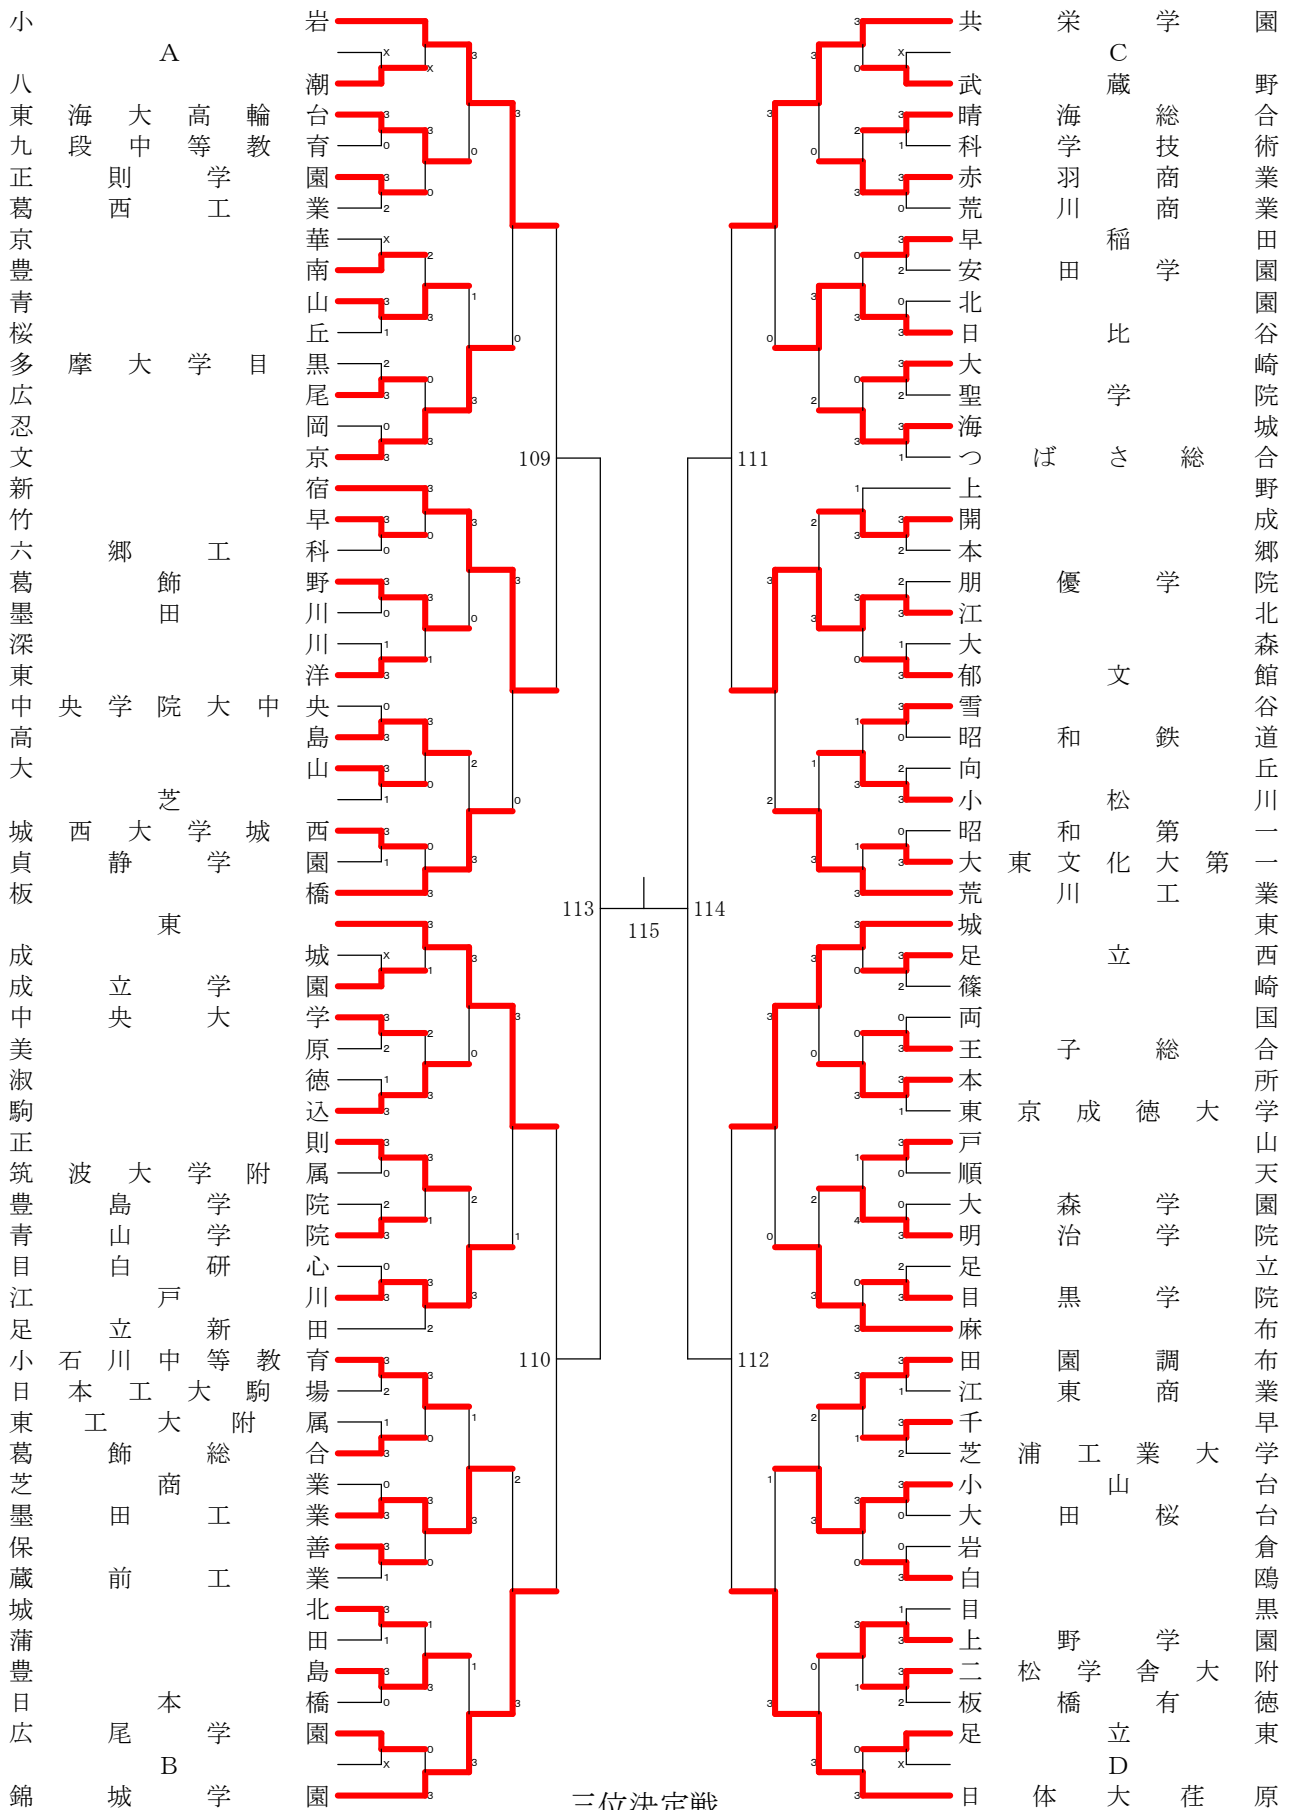 小岩
A
八潮
東海大高輪台
九段中等教育
正則学園
葛西工業
京華
豊南
青山
桜丘
多摩大学目黒
広尾
忍岡
文京
新宿
竹早
六郷工科
葛飾野
墨田川
深川
東洋
中央学院大中央
高島
大山
芝
城西大学城西
貞静学園
板橋
東
成城
成立学園
中央大学
美原
淑徳
駒込
正則
筑波大学附属
豊島学院
青山学院
目白研心
江戸川
足立新田
小石川中等教育
日本工大駒場
東工大附属
葛飾総合
芝商業
墨田工業
保善
蔵前工業
城北
蒲田
豊島
日本橋
広尾学園
B
錦城学園
109
110
113
115
114
111
112
三位決定戦
共栄学園
C
武蔵野
晴海総合
科学技術
赤羽商業
荒川商業
早稲田
安田学園
北園
日比谷
大崎
聖学院
海城
つばさ総合
上野
開成
本郷
朋優学院
江北
大森
郁文館
雪谷
昭和鉄道
向丘
小松川
昭和第一
大東文化大第一
荒川工業
城東
足立西
篠崎
両国
王子総合
本所
東京成徳大学
戸山
順天
大森学園
明治学院
足立
目黒学院
麻布
田園調布
江東商業
千早
芝浦工業大学
小山台
大田桜台
岩倉
白鴎
目黒
上野学園
二松学舎大附
板橋有徳
足立東
D
日体大荏原